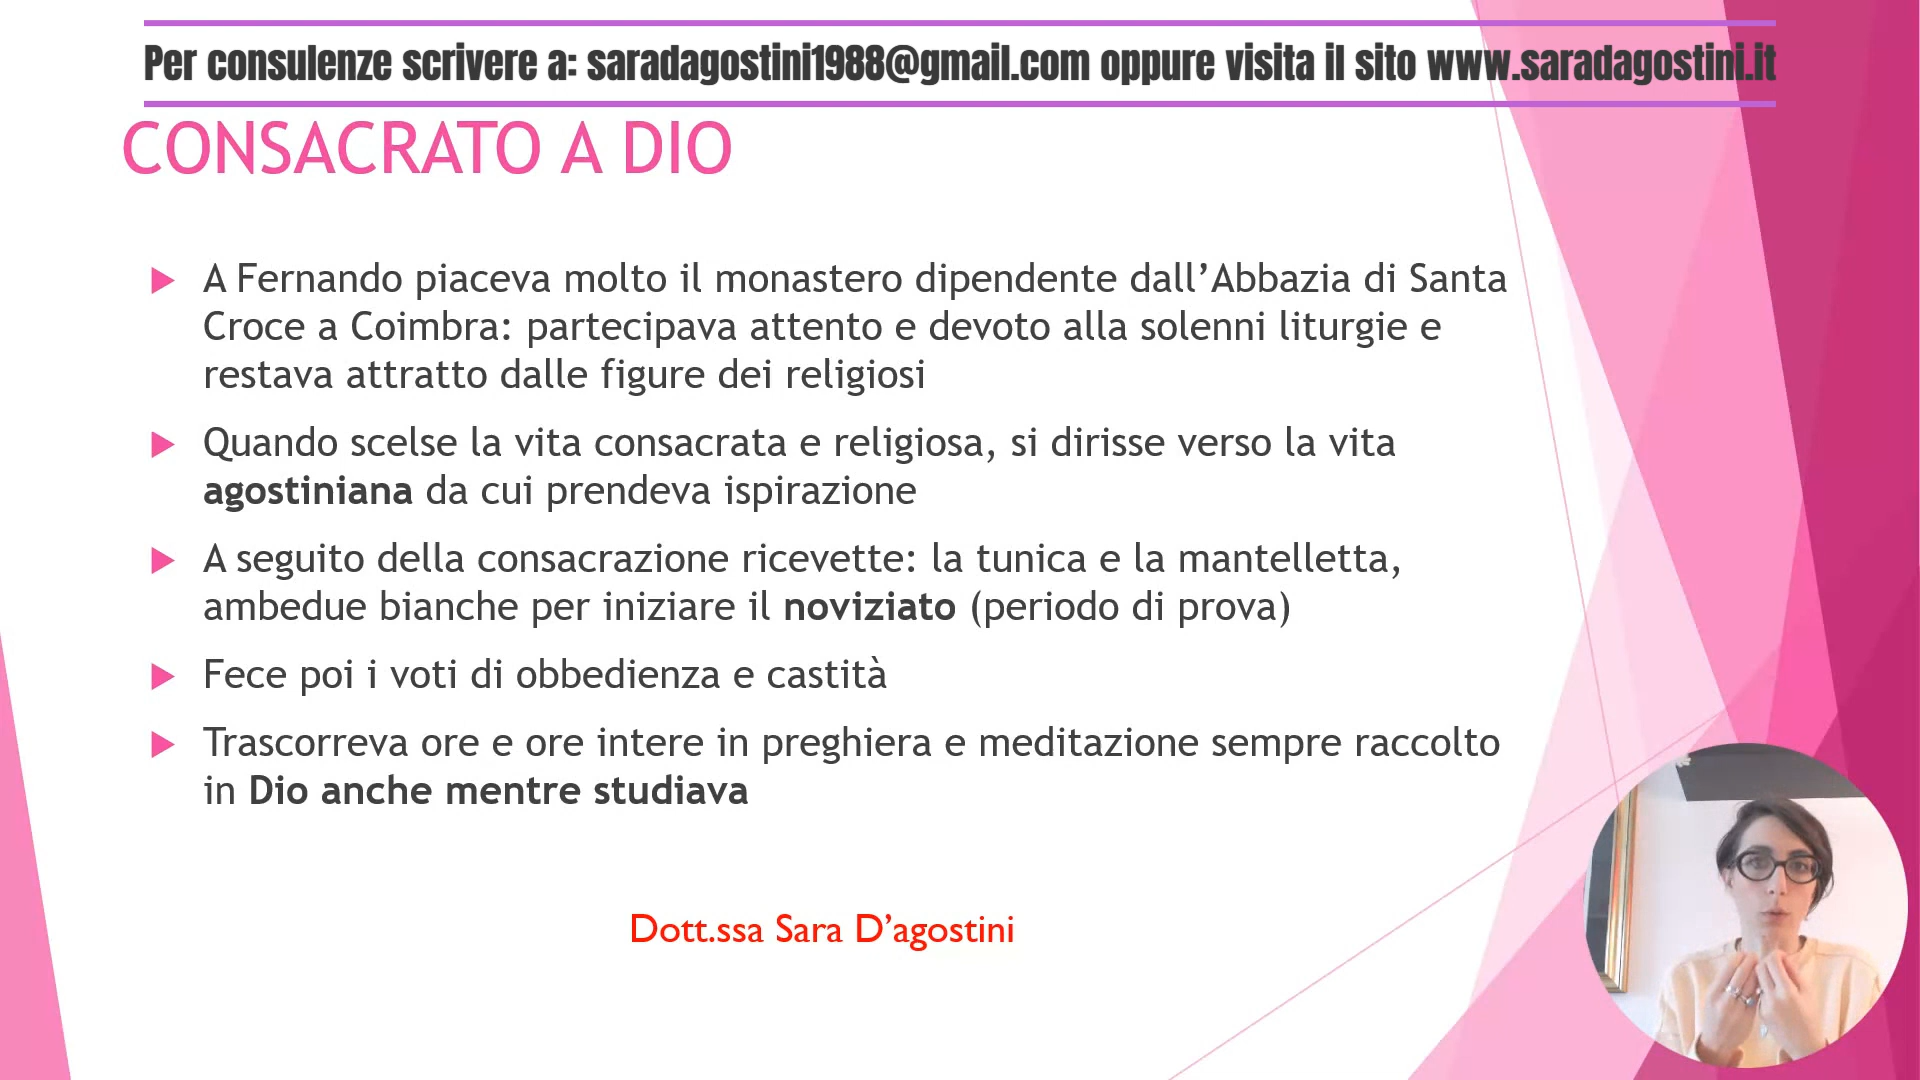 Per consulenze scrivere a: saradagostini1988@gmail.com oppure visita il sito www.saradagostini.it
CONSACRATO A DIO
A Fernando piaceva molto il monastero dipendente dall’Abbazia di Santa
Croce a Coimbra: partecipava attento e devoto alla solenni liturgie e
restava attratto dalle figure dei religiosi
Quando scelse la vita consacrata e religiosa, si dirisse verso la vita
agostiniana da cui prendeva ispirazione
A seguito della consacrazione ricevette: la tunica e la mantelletta,
ambedue bianche per iniziare il noviziato (periodo di prova)
Fece poi i voti di obbedienza e castità
Trascorreva ore e ore intere in preghiera e meditazione sempre raccolto
in Dio anche mentre studiava
Dott.ssa Sara D’agostini